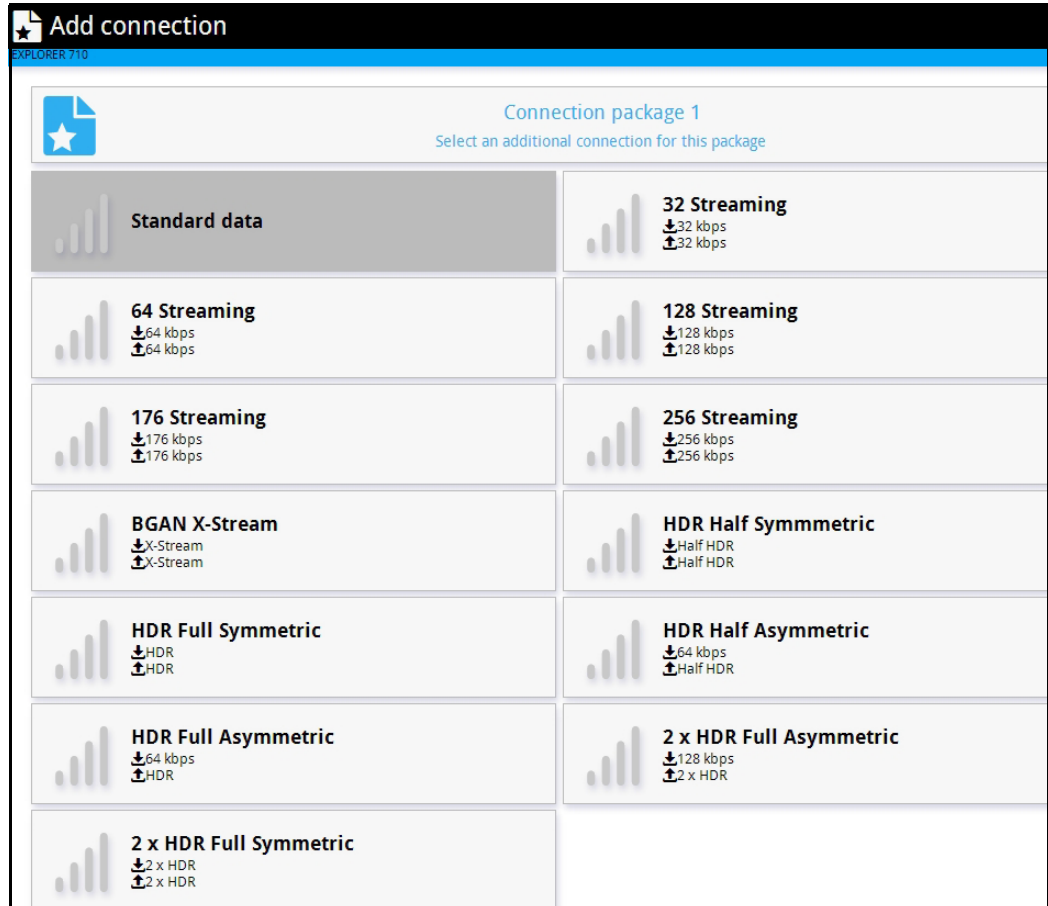 Add connection
EXPLORER 710
Connection package 1
Select an additional connection for this package
Standard data
32 Streaming
32 kbps
32 kbps
64 Streaming
64 kbps
64 kbps
128 Streaming
128 kbps
128 kbps
176 Streaming
176 kbps
176 kbps
256 Streaming
256 kbps
256 kbps
BGAN X-Stream
X-Stream
X-Stream
HDR Half Symmmetric
Half HDR
Half HDR
HDR Full Symmetric
HDR
HDR
HDR Half Asymmetric
64 kbps
Half HDR
HDR Full Asymmetric
64 kbps
HDR
2 x HDR Full Asymmetric
128 kbps
2 x HDR
2 x HDR Full Symmetric
2 x HDR
2 x HDR